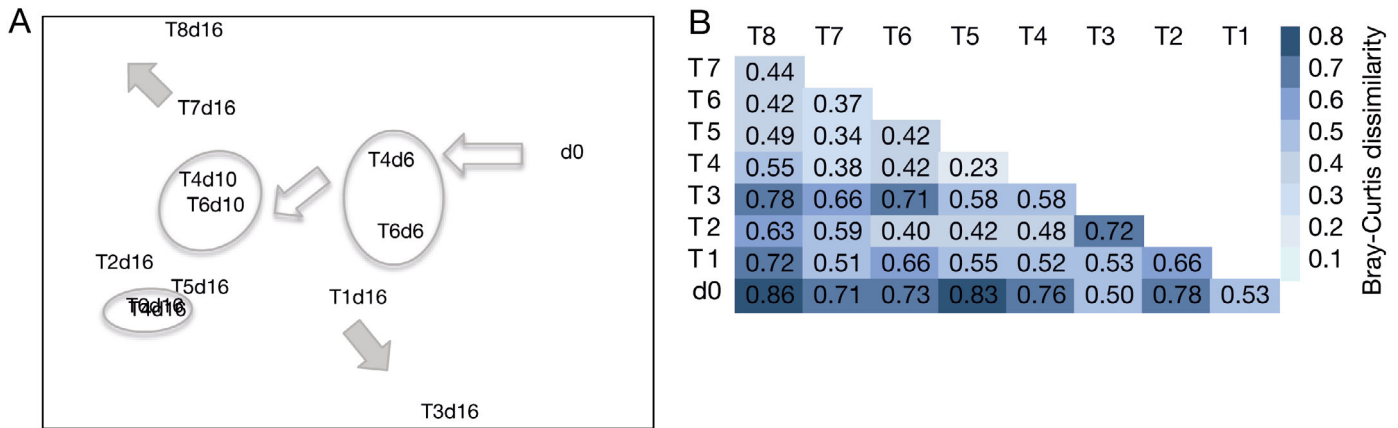 A
T8d16
T7d16
T4d6
d0
T4d10
T6d10
T6d6
T2d16
T5d16
T1d16
T4d16
T3d16
B
T8 T7 T6 T5 T4 T3 T2 T1
T7 0.44
T6 0.42 0.37
T5 0.49 0.34 0.42
T4 0.55 0.38 0.42 0.23
T3 0.78 0.66 0.71 0.58 0.58
T2 0.63 0.59 0.40 0.42 0.48 0.72
T1 0.72 0.51 0.66 0.55 0.52 0.53 0.66
d0 0.86 0.71 0.73 0.83 0.76 0.50 0.78 0.53
0.8
0.7
0.6
0.5
0.4
0.3
0.2
0.1
Bray-Curtis dissimilarity